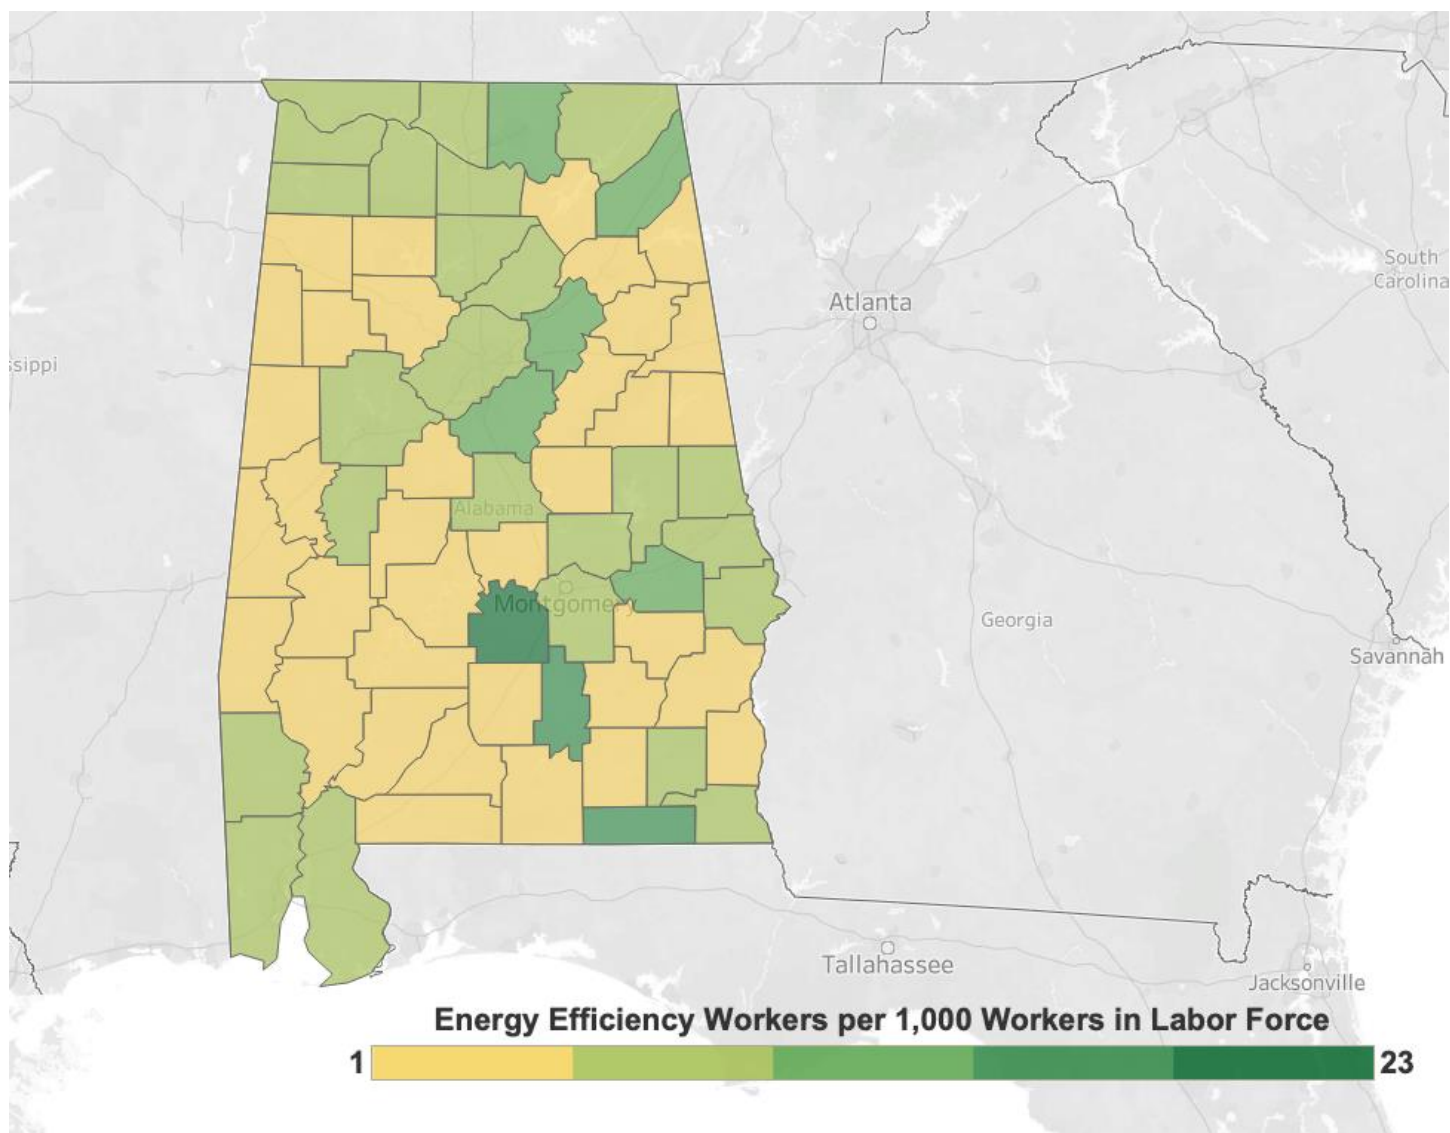 Atlanta
South
Carolina
ssippi
Alabama
Montgomery
Georgia
Savannah
Tallahassee
Jacksonville
Energy Efficiency Workers per 1,000 Workers in Labor Force
1 23